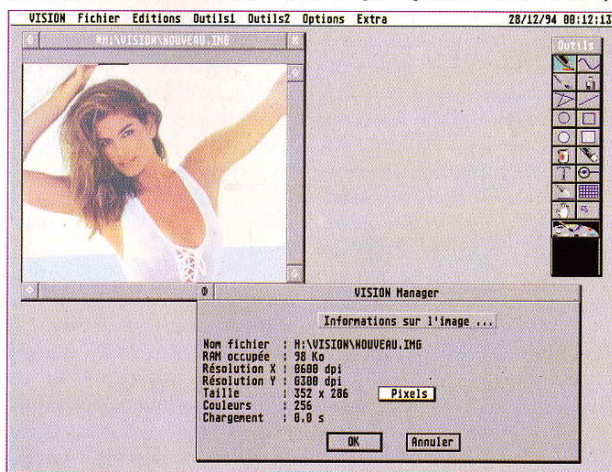 VISION Fichier Editions Outils1 Outils2 Options Extra 28/12/94 00:12:13
H:\VISION\NOUVEAU.IMG
Outils
VISION Manager
Informations sur l'image ...
Nom fichier : H:\VISION\NOUVEAU.IMG
RAM occupée : 98 Ko
Résolution X : 0600 dpi
Résolution Y : 0300 dpi
Taille : 352 x 286 Pixels
Couleurs : 256
Chargement : 0.0 s
OK Annuler